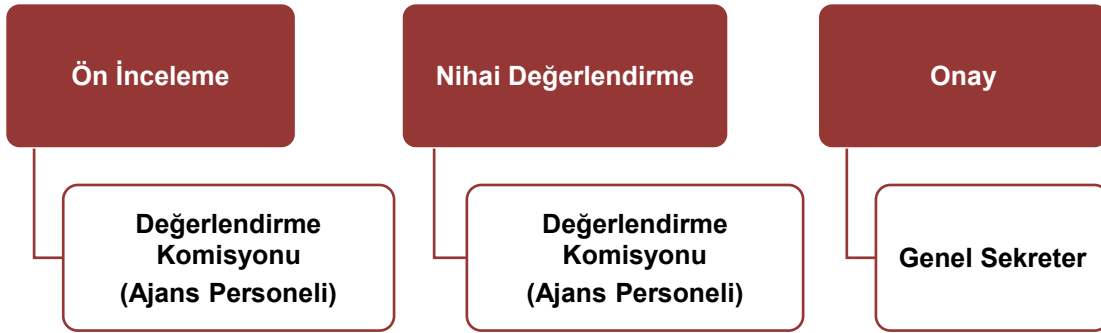 Ön İnceleme
Nihai Değerlendirme
Onay
Değerlendirme
Komisyonu
(Ajans Personeli)
Değerlendirme
Komisyonu
(Ajans Personeli)
Genel Sekreter